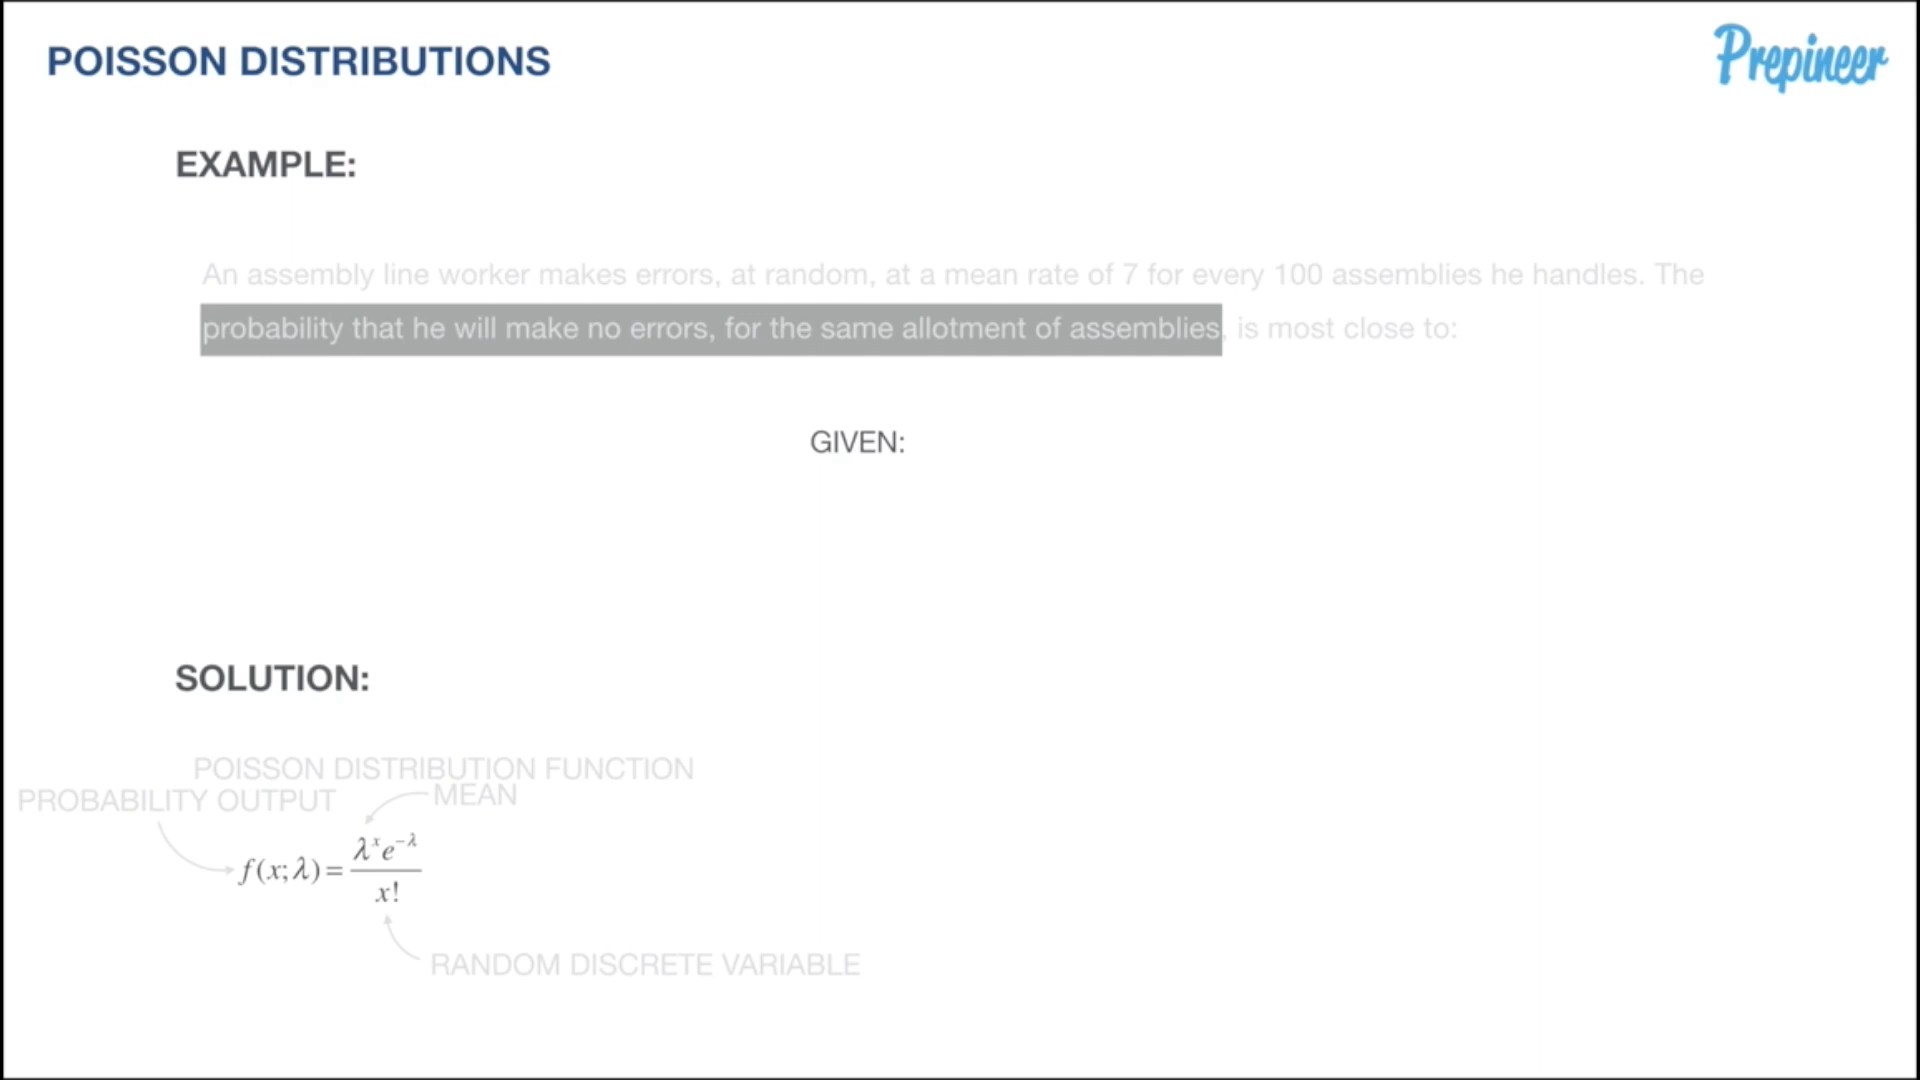 POISSON DISTRIBUTIONS
Prepineer
EXAMPLE:
An assembly line worker makes errors, at random, at a mean rate of 7 for every 100 assemblies he handles. The
probability that he will make no errors, for the same allotment of assemblies, is most close to:
GIVEN:
SOLUTION:
POISSON DISTRIBUTION FUNCTION
PROBABILITY OUTPUT
MEAN
f(x;λ) = λˣe^−λ / x!
RANDOM DISCRETE VARIABLE